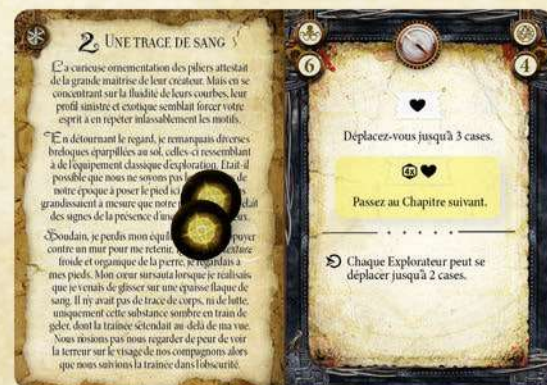 2. UNE TRACE DE SANG
La curieuse ornementation des piliers attestait
de la grande maîtrise de leur créateur. Mais en se
concentrant sur la fluidité de leurs courbes, leur
profil sinistre et exotique semblait forcer votre
esprit à en répéter inlassablement les motifs.
En détournant le regard, je remarquais diverses
breloques éparpillées au sol, celles-ci ressemblant
à de l'équipement classique d'exploration. Était-il
possible que nous ne soyons pas de
notre époque à poser le pied ici
grandissaient à mesure que notre
des signes de la présence
Soudain, je perdis mon
contre un mur pour me retenir.
froide et organique de la pierre, je regardais à
mes pieds. Mon cœur sursauta lorsque je réalisais
que je venais de glisser sur une épaisse flaque de
sang. Il n'y avait pas de trace de corps, ni de lutte,
uniquement cette substance sombre en train de
geler, dont la traînée s'étendait au-delà de ma vue.
Nous n'osions pas nous regarder de peur de voir
la terreur sur le visage de nos compagnons alors
que nous suivions la traînée dans l'obscurité.
6
4
Déplacez-vous jusqu'à 3 cases.
4x
Passez au Chapitre suivant.
Chaque Explorateur peut se
déplacer jusqu'à 2 cases.